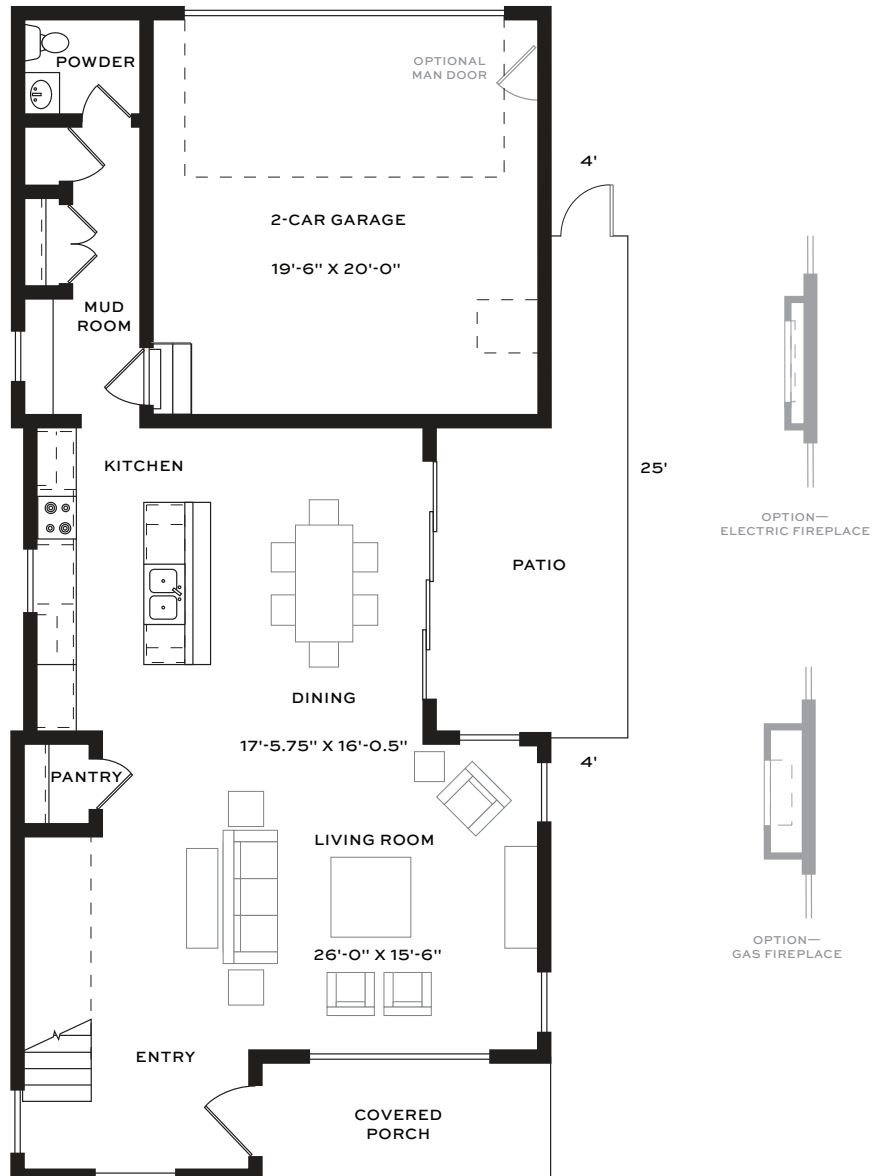 POWDER
OPTIONAL
MAN DOOR
4'
2-CAR GARAGE
19'-6" X 20'-0"
MUD
ROOM
KITCHEN
25'
OPTION—
ELECTRIC FIREPLACE
PATIO
DINING
17'-5.75" X 16'-0.5"
4'
PANTRY
LIVING ROOM
26'-0" X 15'-6"
OPTION—
GAS FIREPLACE
ENTRY
COVERED
PORCH